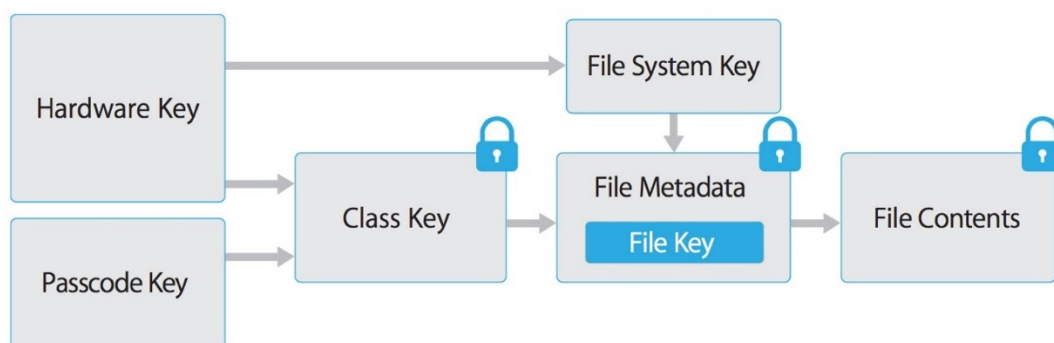 Hardware Key
File System Key
Class Key
File Metadata
File Key
File Contents
Passcode Key